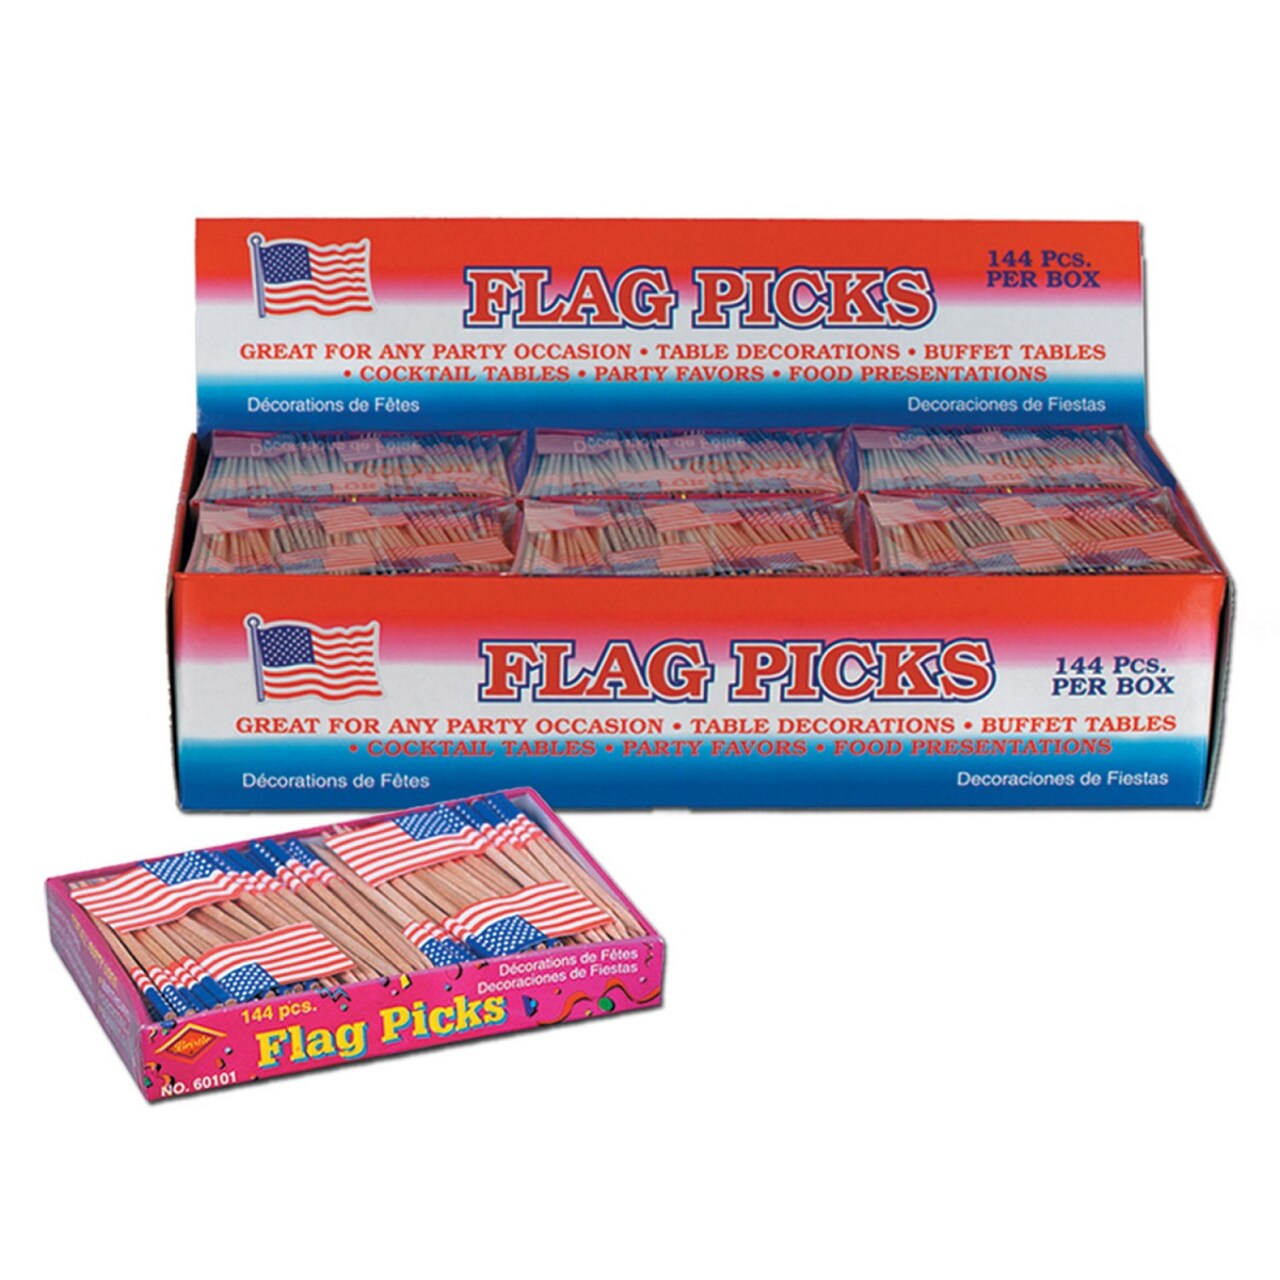 144 Pcs.
PER BOX
FLAG PICKS
GREAT FOR ANY PARTY OCCASION • TABLE DECORATIONS • BUFFET TABLES
• COCKTAIL TABLES • PARTY FAVORS • FOOD PRESENTATIONS
Décorations de Fêtes
Decoraciones de Fiestas
FLAG PICKS
144 Pcs.
PER BOX
GREAT FOR ANY PARTY OCCASION • TABLE DECORATIONS • BUFFET TABLES
• COCKTAIL TABLES • PARTY FAVORS • FOOD PRESENTATIONS
Décorations de Fêtes
Decoraciones de Fiestas
Décorations de Fêtes
Decoraciones de Fiestas
144 pcs.
Flag Picks
Beistle
NO. 60101